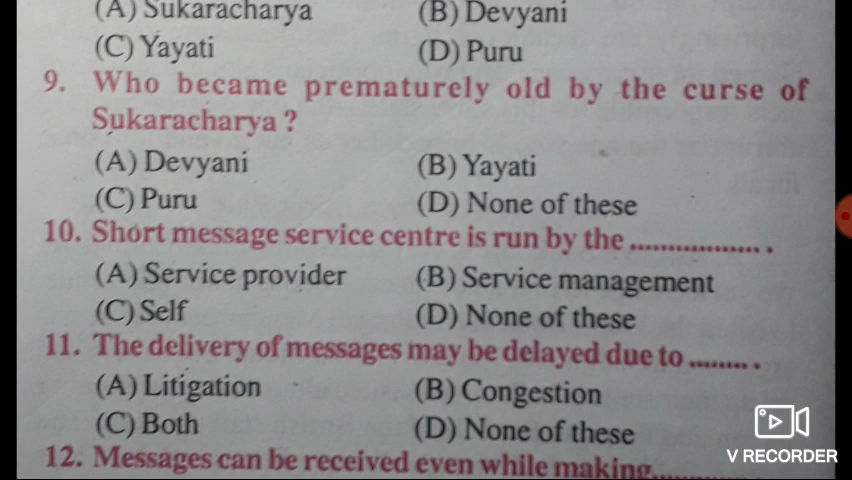 (A) Sukaracharya (B) Devyani
(C) Yayati (D) Puru
9. Who became prematurely old by the curse of
Sukaracharya ?
(A) Devyani (B) Yayati
(C) Puru (D) None of these
10. Short message service centre is run by the .................. .
(A) Service provider (B) Service management
(C) Self (D) None of these
11. The delivery of messages may be delayed due to ........ .
(A) Litigation (B) Congestion
(C) Both (D) None of these
12. Messages can be received even while making............
V RECORDER